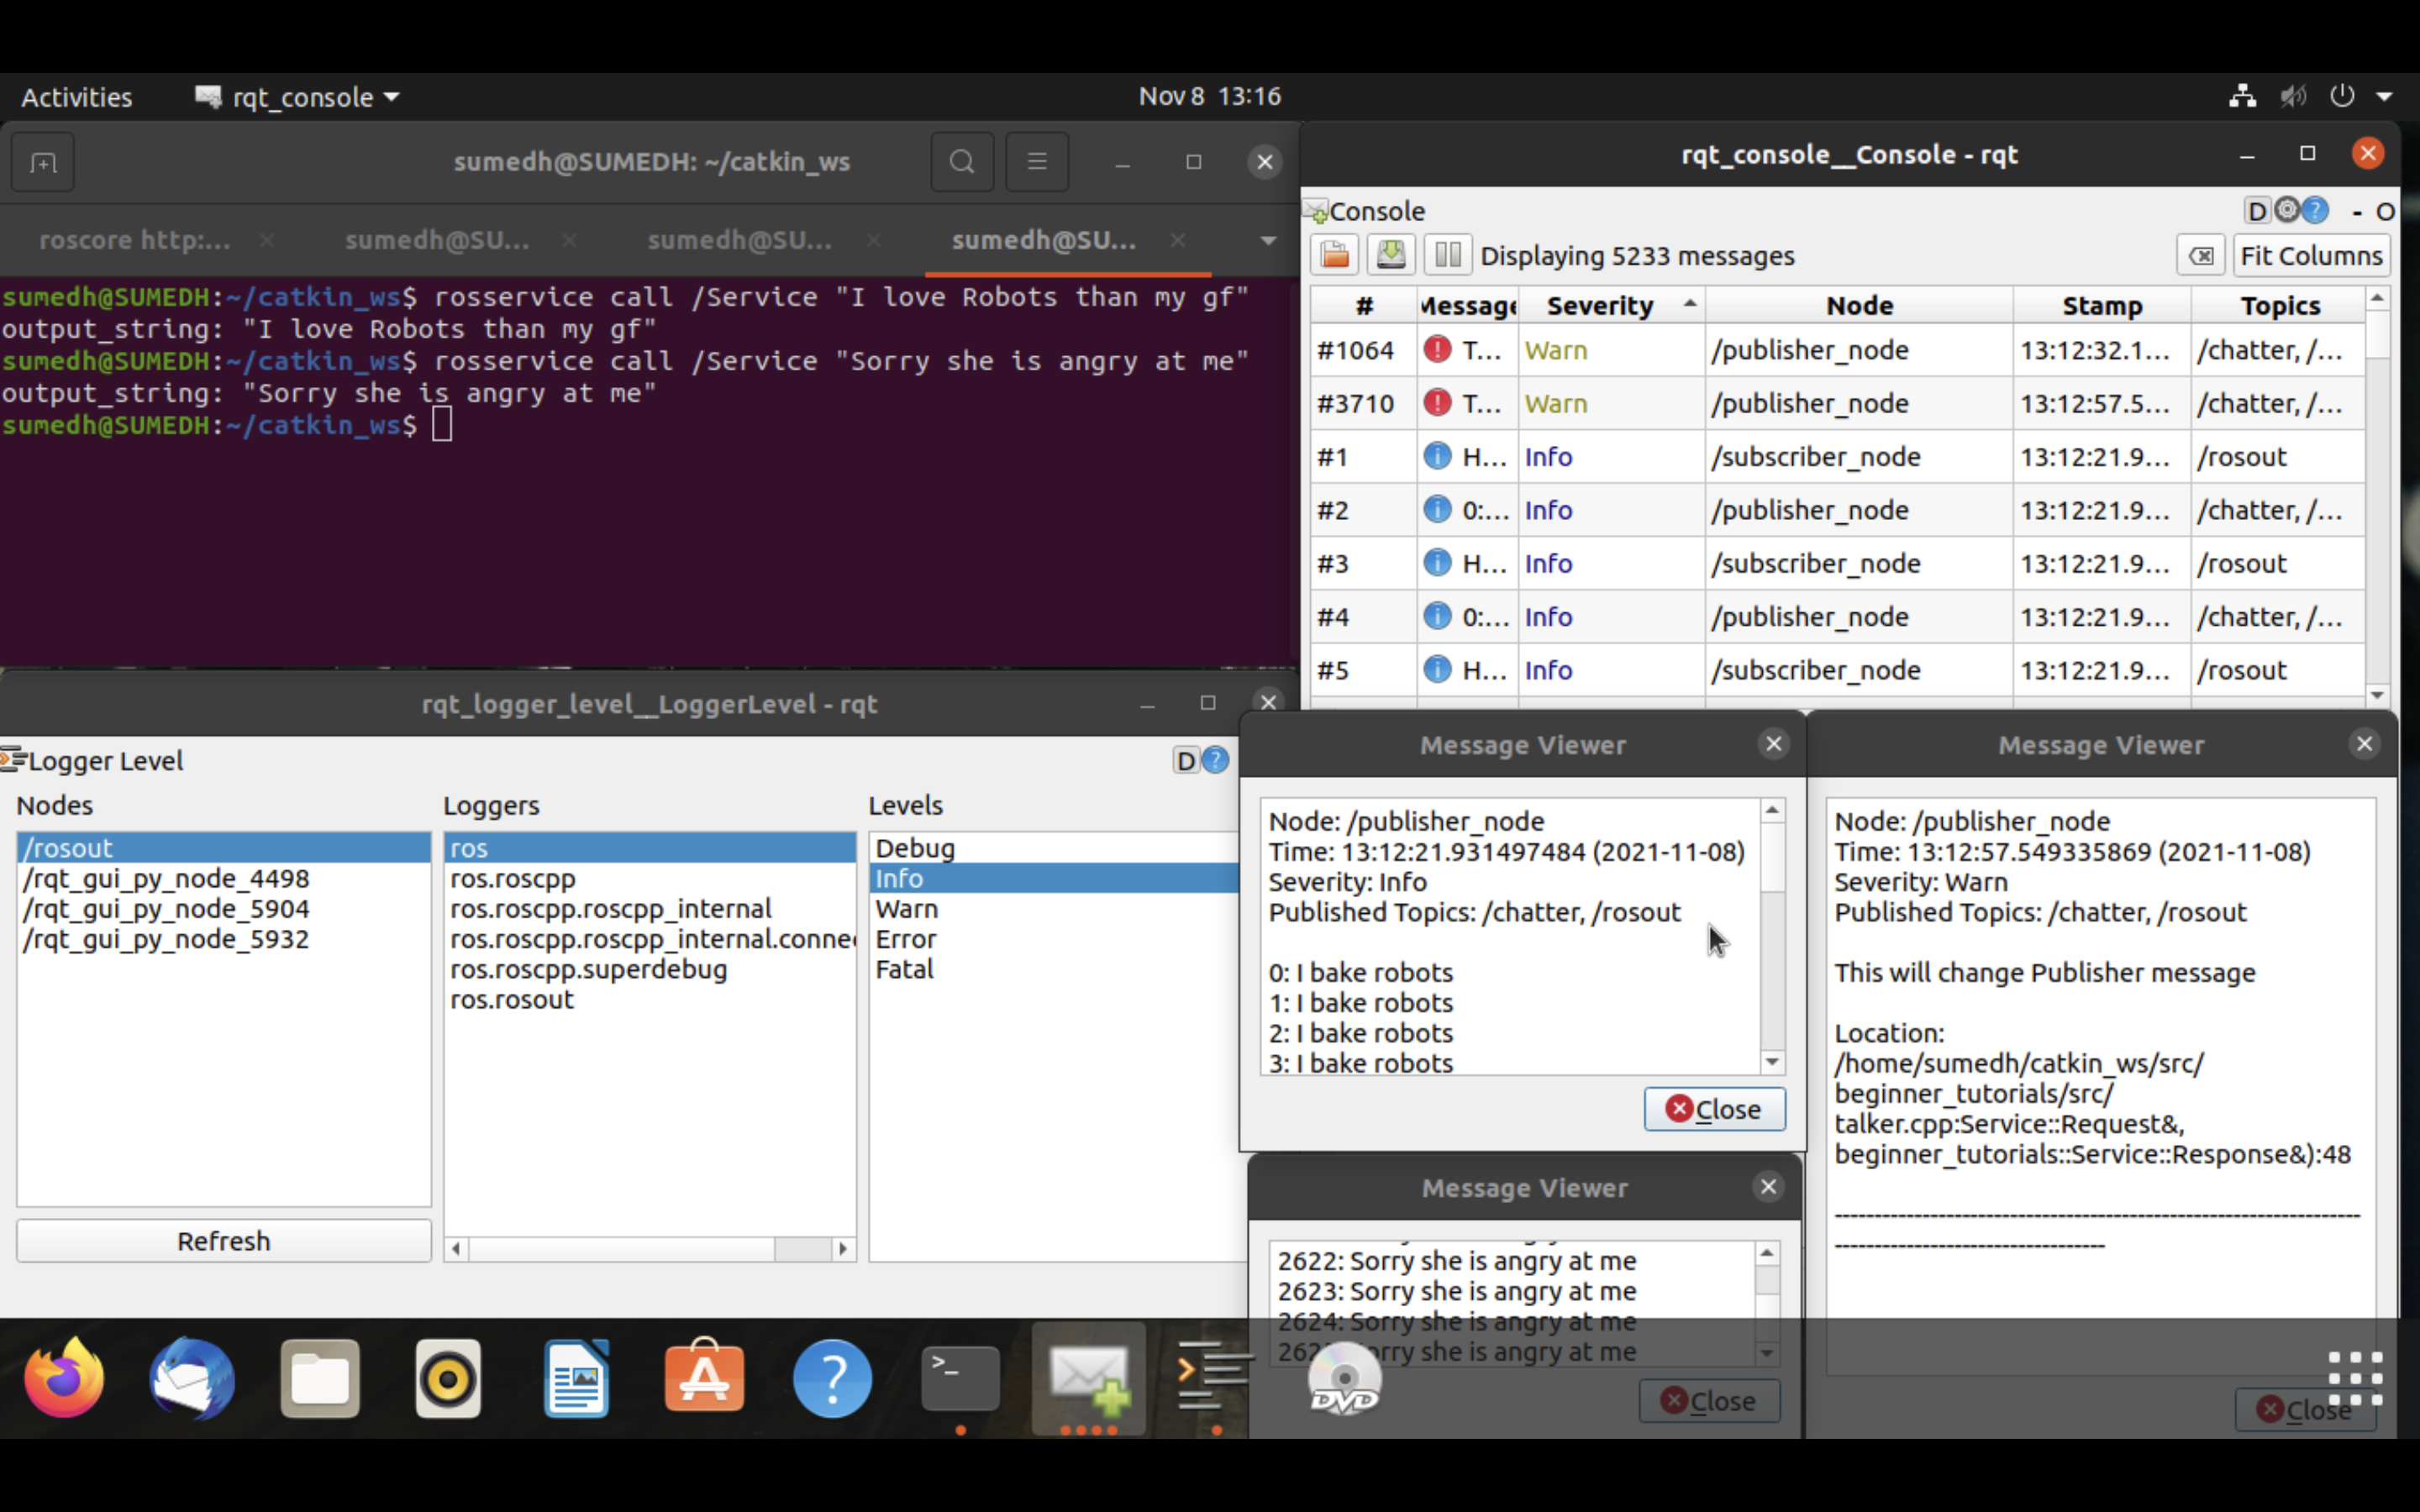 Activities
rqt_console
Nov 8 13:16
sumedh@SUMEDH: ~/catkin_ws
roscore http:...
sumedh@SU...
sumedh@SU...
sumedh@SU...
sumedh@SUMEDH:~/catkin_ws$ rosservice call /Service "I love Robots than my gf"
output_string: "I love Robots than my gf"
sumedh@SUMEDH:~/catkin_ws$ rosservice call /Service "Sorry she is angry at me"
output_string: "Sorry she is angry at me"
sumedh@SUMEDH:~/catkin_ws$
rqt_console__Console - rqt
Console
D
- O
Displaying 5233 messages
Fit Columns
# Message Severity Node Stamp Topics
#1064 T... Warn /publisher_node 13:12:32.1... /chatter, /...
#3710 T... Warn /publisher_node 13:12:57.5... /chatter, /...
#1 H... Info /subscriber_node 13:12:21.9... /rosout
#2 0:... Info /publisher_node 13:12:21.9... /chatter, /...
#3 H... Info /subscriber_node 13:12:21.9... /rosout
#4 0:... Info /publisher_node 13:12:21.9... /chatter, /...
#5 H... Info /subscriber_node 13:12:21.9... /rosout
rqt_logger_level__LoggerLevel - rqt
Logger Level
D
Nodes
/rosout
/rqt_gui_py_node_4498
/rqt_gui_py_node_5904
/rqt_gui_py_node_5932
Refresh
Loggers
ros
ros.roscpp
ros.roscpp.roscpp_internal
ros.roscpp.roscpp_internal.connec
ros.roscpp.superdebug
ros.rosout
Levels
Debug
Info
Warn
Error
Fatal
Message Viewer
Node: /publisher_node
Time: 13:12:21.931497484 (2021-11-08)
Severity: Info
Published Topics: /chatter, /rosout
0: I bake robots
1: I bake robots
2: I bake robots
3: I bake robots
Close
Message Viewer
Node: /publisher_node
Time: 13:12:57.549335869 (2021-11-08)
Severity: Warn
Published Topics: /chatter, /rosout
This will change Publisher message
Location:
/home/sumedh/catkin_ws/src/
beginner_tutorials/src/
talker.cpp:Service::Request&,
beginner_tutorials::Service::Response&):48
------------------------------------------------------------------
----------------------------------
Close
Message Viewer
2622: Sorry she is angry at me
2623: Sorry she is angry at me
2624: Sorry she is angry at me
she is angry at me
Close
DVD